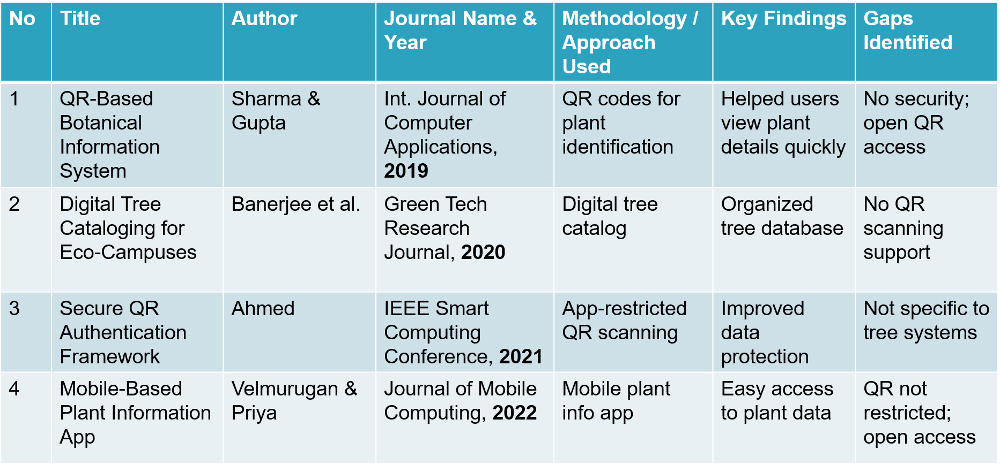 No
Title
Author
Journal Name &
Year
Methodology /
Approach
Used
Key Findings
Gaps
Identified
1
QR-Based
Botanical
Information
System
Sharma &
Gupta
Int. Journal of
Computer
Applications,
2019
QR codes for
plant
identification
Helped users
view plant
details quickly
No security;
open QR
access
2
Digital Tree
Cataloging for
Eco-Campuses
Banerjee et al.
Green Tech
Research
Journal, 2020
Digital tree
catalog
Organized
tree database
No QR
scanning
support
3
Secure QR
Authentication
Framework
Ahmed
IEEE Smart
Computing
Conference, 2021
App-restricted
QR scanning
Improved
data
protection
Not specific to
tree systems
4
Mobile-Based
Plant Information
App
Velmurugan &
Priya
Journal of Mobile
Computing, 2022
Mobile plant
info app
Easy access
to plant data
QR not
restricted;
open access